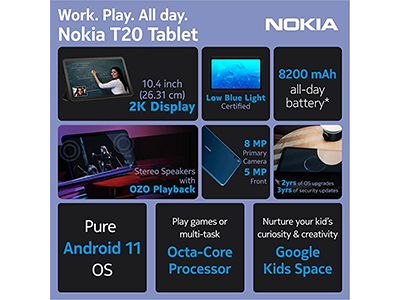 Work. Play. All day.
Nokia T20 Tablet
NOKIA
10.4 inch
(26.31 cm)
2K Display
Low Blue Light
Certified
8200 mAh
all-day
battery*
Stereo Speakers
with
OZO Playback
8 MP
Primary
Camera
5 MP
Front
2yrs of OS upgrades
3yrs of security updates
Pure
Android 11
OS
Play games or
multi-task
Octa-Core
Processor
Nurture your kid's
curiosity & creativity
Google
Kids Space